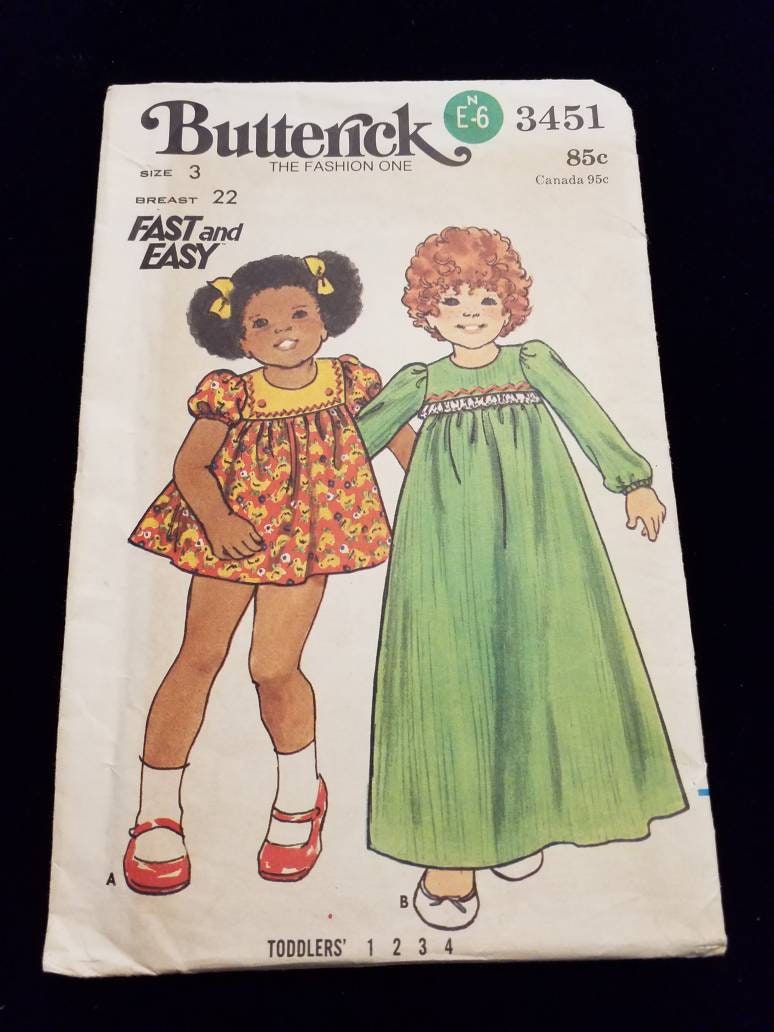 Butterick
N
E-6
3451
THE FASHION ONE
85c
Canada 95c
SIZE 3
BREAST 22
FAST and
EASY™
A
B
TODDLERS' 1 2 3 4